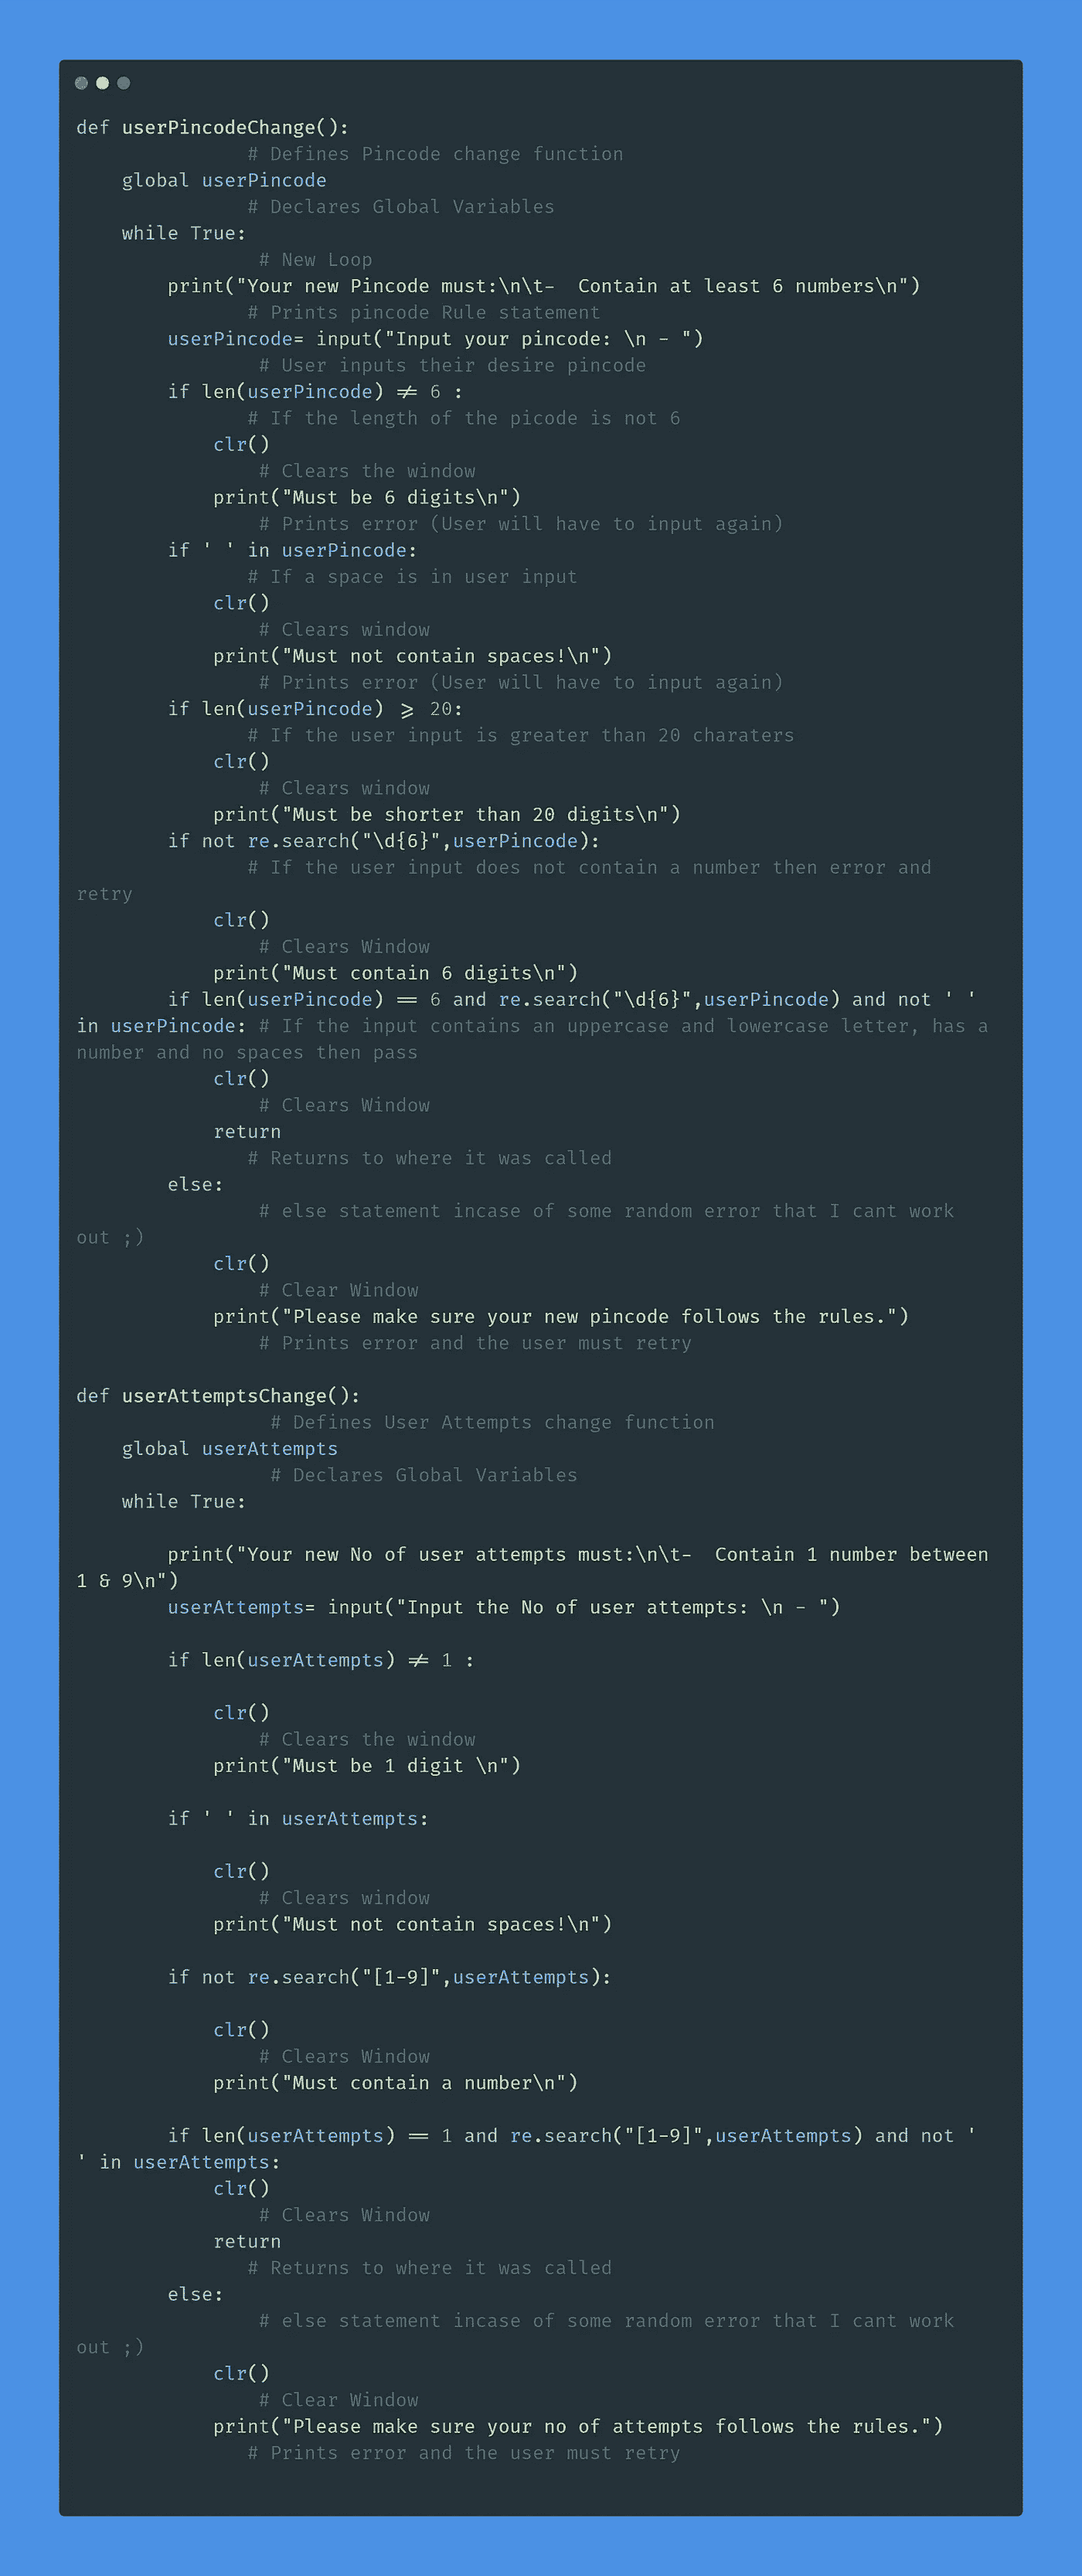 def userPincodeChange():
               # Defines Pincode change function
    global userPincode
               # Declares Global Variables
    while True:
                # New Loop
        print("Your new Pincode must:\n\t-  Contain at least 6 numbers\n")
               # Prints pincode Rule statement
        userPincode= input("Input your pincode: \n - ")
                # User inputs their desire pincode
        if len(userPincode) != 6 :
               # If the length of the picode is not 6
            clr()
                # Clears the window
            print("Must be 6 digits\n")
                # Prints error (User will have to input again)
        if ' ' in userPincode:
               # If a space is in user input
            clr()
                # Clears window
            print("Must not contain spaces!\n")
                # Prints error (User will have to input again)
        if len(userPincode) >= 20:
               # If the user input is greater than 20 charaters
            clr()
                # Clears window
            print("Must be shorter than 20 digits\n")
        if not re.search("\d{6}",userPincode):
               # If the user input does not contain a number then error and
retry
            clr()
                # Clears Window
            print("Must contain 6 digits\n")
        if len(userPincode) == 6 and re.search("\d{6}",userPincode) and not ' '
in userPincode: # If the input contains an uppercase and lowercase letter, has a
number and no spaces then pass
            clr()
                # Clears Window
            return
               # Returns to where it was called
        else:
                # else statement incase of some random error that I cant work
out ;)
            clr()
                # Clear Window
            print("Please make sure your new pincode follows the rules.")
                # Prints error and the user must retry

def userAttemptsChange():
                 # Defines User Attempts change function
    global userAttempts
                 # Declares Global Variables
    while True:

        print("Your new No of user attempts must:\n\t-  Contain 1 number between
1 & 9\n")
        userAttempts= input("Input the No of user attempts: \n - ")

        if len(userAttempts) != 1 :

            clr()
                # Clears the window
            print("Must be 1 digit \n")

        if ' ' in userAttempts:

            clr()
                # Clears window
            print("Must not contain spaces!\n")

        if not re.search("[1-9]",userAttempts):

            clr()
                # Clears Window
            print("Must contain a number\n")

        if len(userAttempts) == 1 and re.search("[1-9]",userAttempts) and not '
' in userAttempts:
            clr()
                # Clears Window
            return
               # Returns to where it was called
        else:
                # else statement incase of some random error that I cant work
out ;)
            clr()
                # Clear Window
            print("Please make sure your no of attempts follows the rules.")
               # Prints error and the user must retry